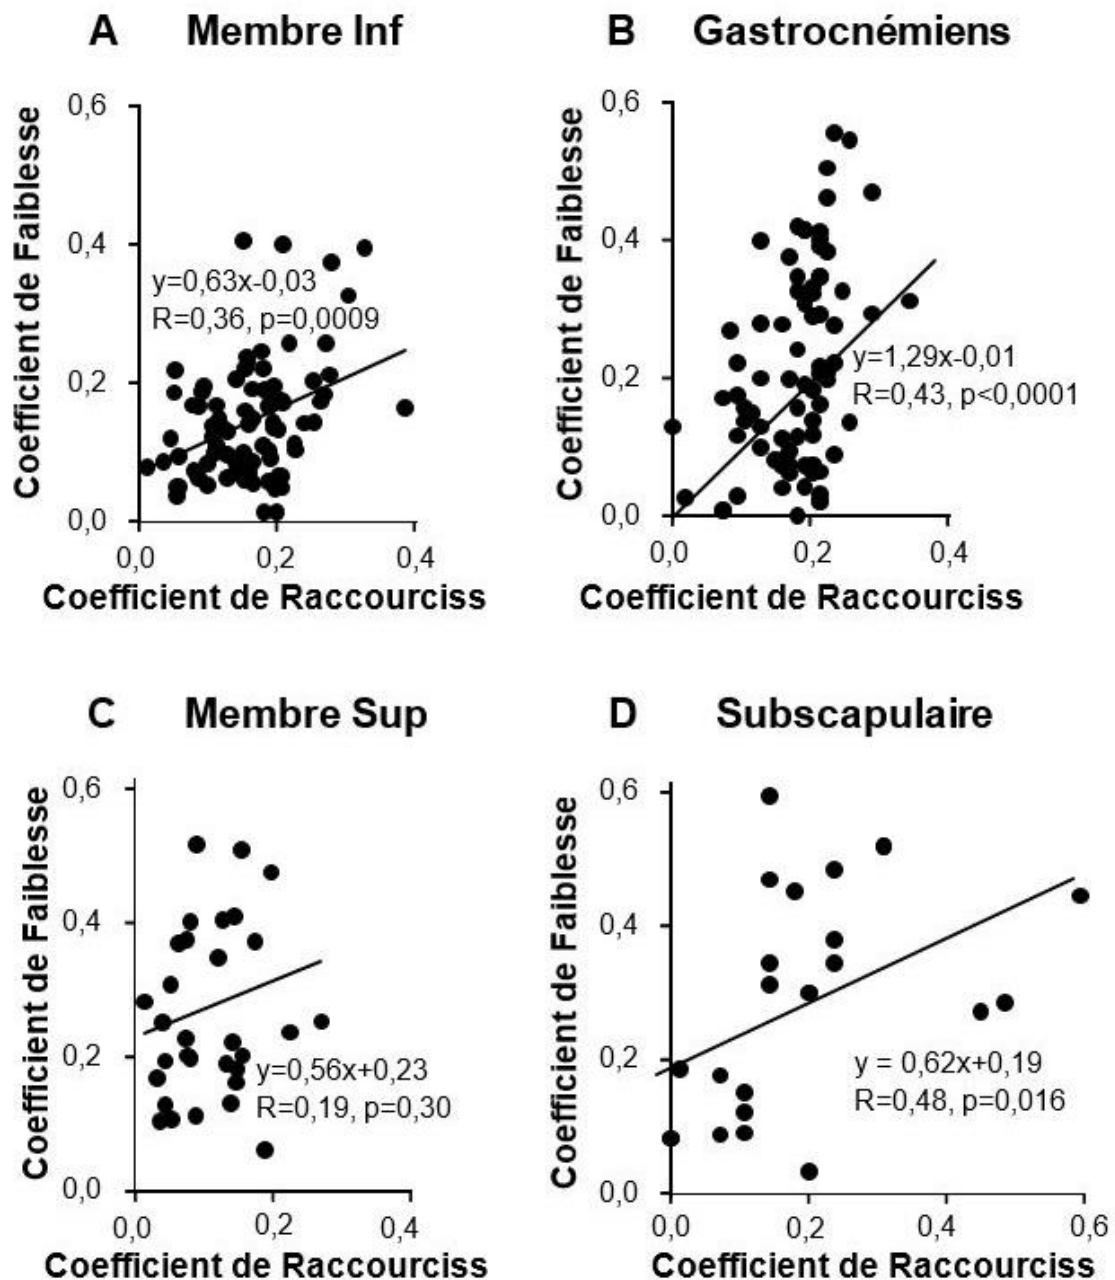 A Membre Inf
Coefficient de Faiblesse
0,6
0,4
0,2
0,0
y=0,63x-0,03
R=0,36, p=0,0009
0,0 0,2 0,4
Coefficient de Raccourciss
B Gastrocnémiens
Coefficient de Faiblesse
0,6
0,4
0,2
0,0
y=1,29x-0,01
R=0,43, p<0,0001
0,0 0,2 0,4
Coefficient de Raccourciss
C Membre Sup
Coefficient de Faiblesse
0,6
0,4
0,2
0,0
y=0,56x+0,23
R=0,19, p=0,30
0,0 0,2 0,4
Coefficient de Raccourciss
D Subscapulaire
Coefficient de Faiblesse
0,6
0,4
0,2
0,0
y = 0,62x+0,19
R=0,48, p=0,016
0,0 0,2 0,4 0,6
Coefficient de Raccourciss